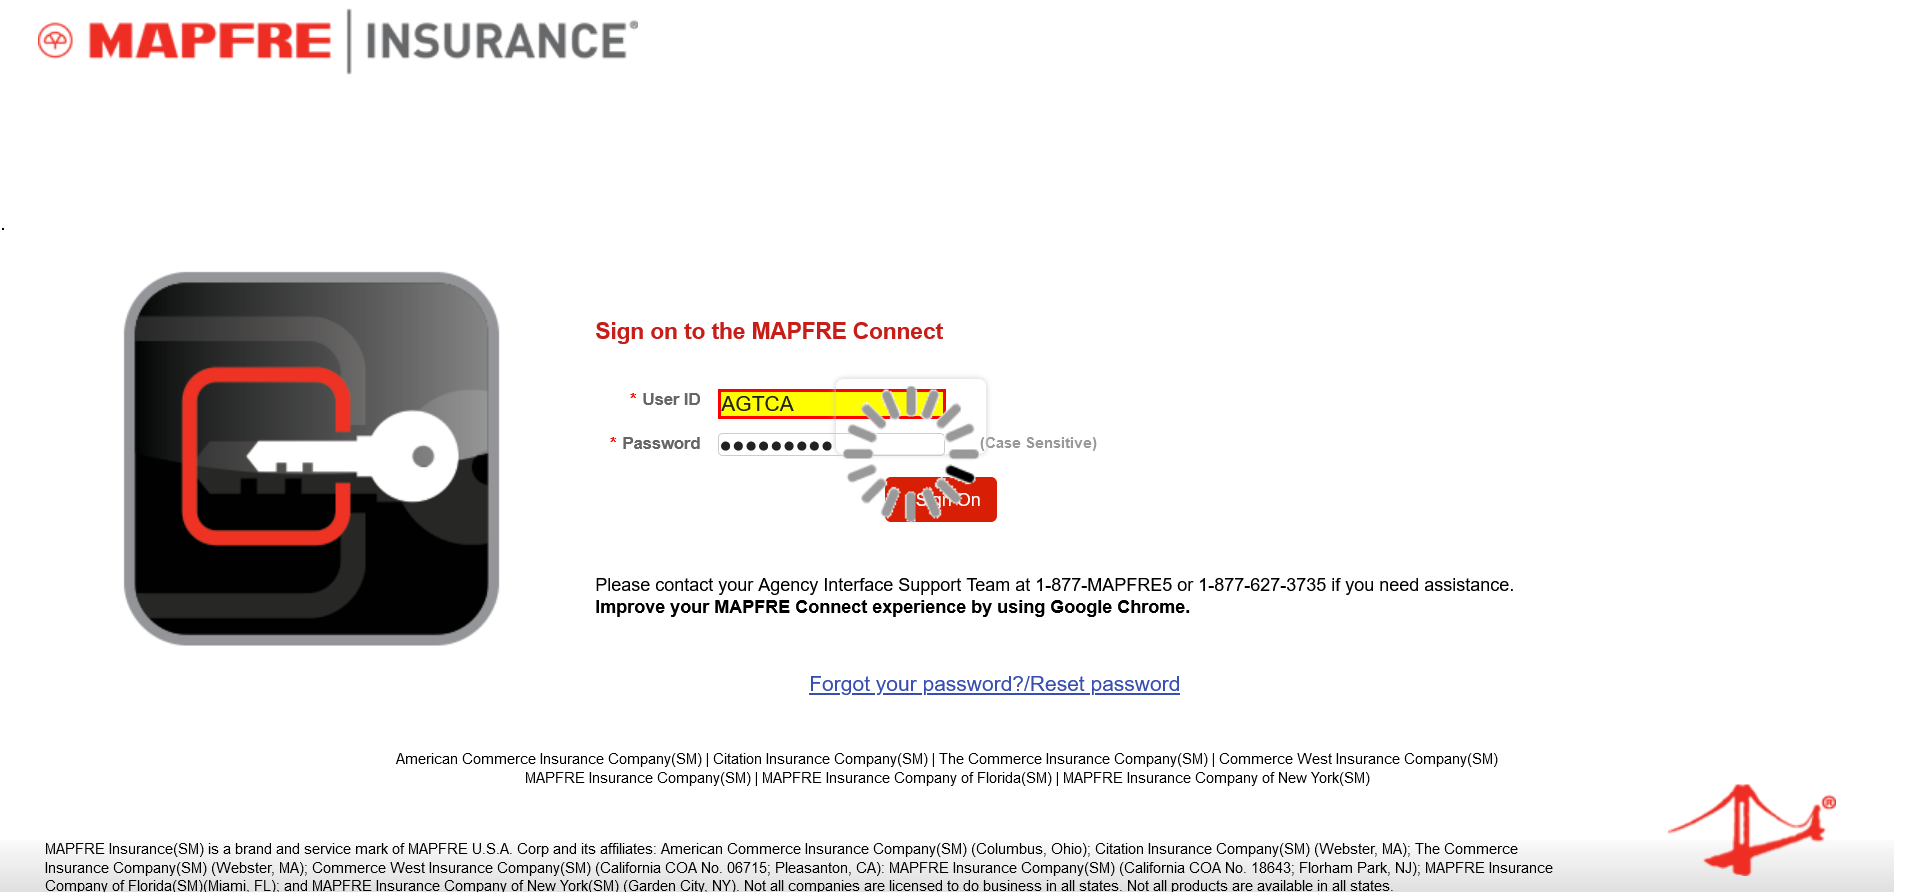 MAPFRE | INSURANCE®
.
Sign on to the MAPFRE Connect
* User ID
AGTCA
* Password
●●●●●●●●●
(Case Sensitive)
Sign On
Please contact your Agency Interface Support Team at 1-877-MAPFRE5 or 1-877-627-3735 if you need assistance.
Improve your MAPFRE Connect experience by using Google Chrome.
Forgot your password?/Reset password
American Commerce Insurance Company(SM) | Citation Insurance Company(SM) | The Commerce Insurance Company(SM) | Commerce West Insurance Company(SM)
MAPFRE Insurance Company(SM) | MAPFRE Insurance Company of Florida(SM) | MAPFRE Insurance Company of New York(SM)
®
MAPFRE Insurance(SM) is a brand and service mark of MAPFRE U.S.A. Corp and its affiliates: American Commerce Insurance Company(SM) (Columbus, Ohio); Citation Insurance Company(SM) (Webster, MA); The Commerce
Insurance Company(SM) (Webster, MA); Commerce West Insurance Company(SM) (California COA No. 06715; Pleasanton, CA): MAPFRE Insurance Company(SM) (California COA No. 18643; Florham Park, NJ); MAPFRE Insurance
Company of Florida(SM)(Miami, FL); and MAPFRE Insurance Company of New York(SM) (Garden City, NY). Not all companies are licensed to do business in all states. Not all products are available in all states.